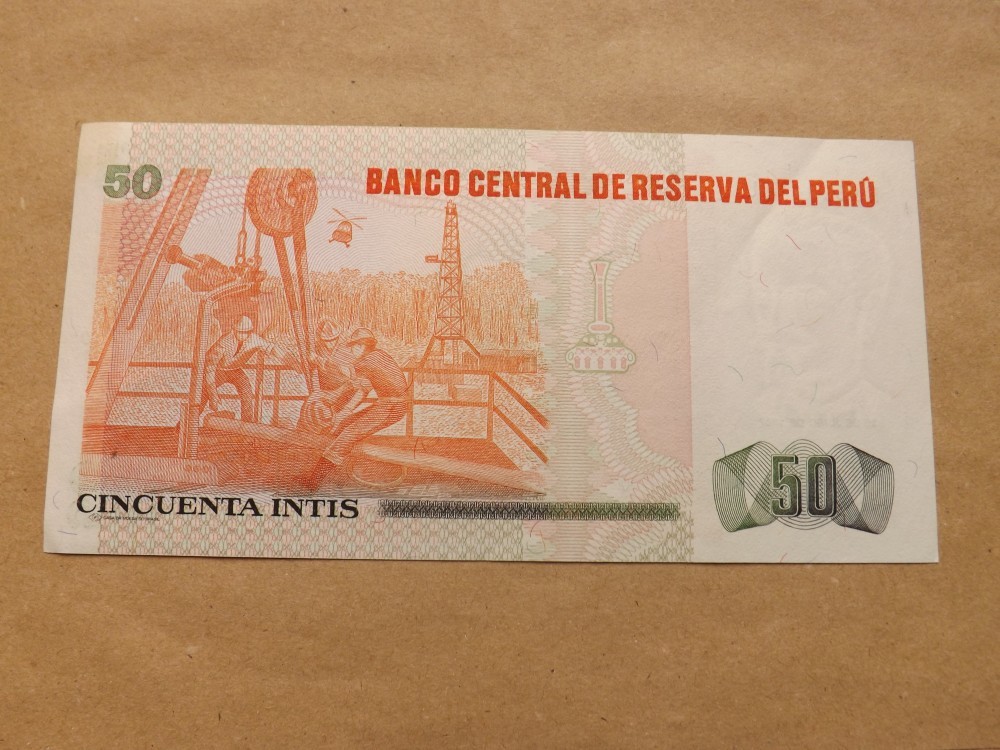 50
BANCO CENTRAL DE RESERVA DEL PERÚ
CINCUENTA INTIS
50